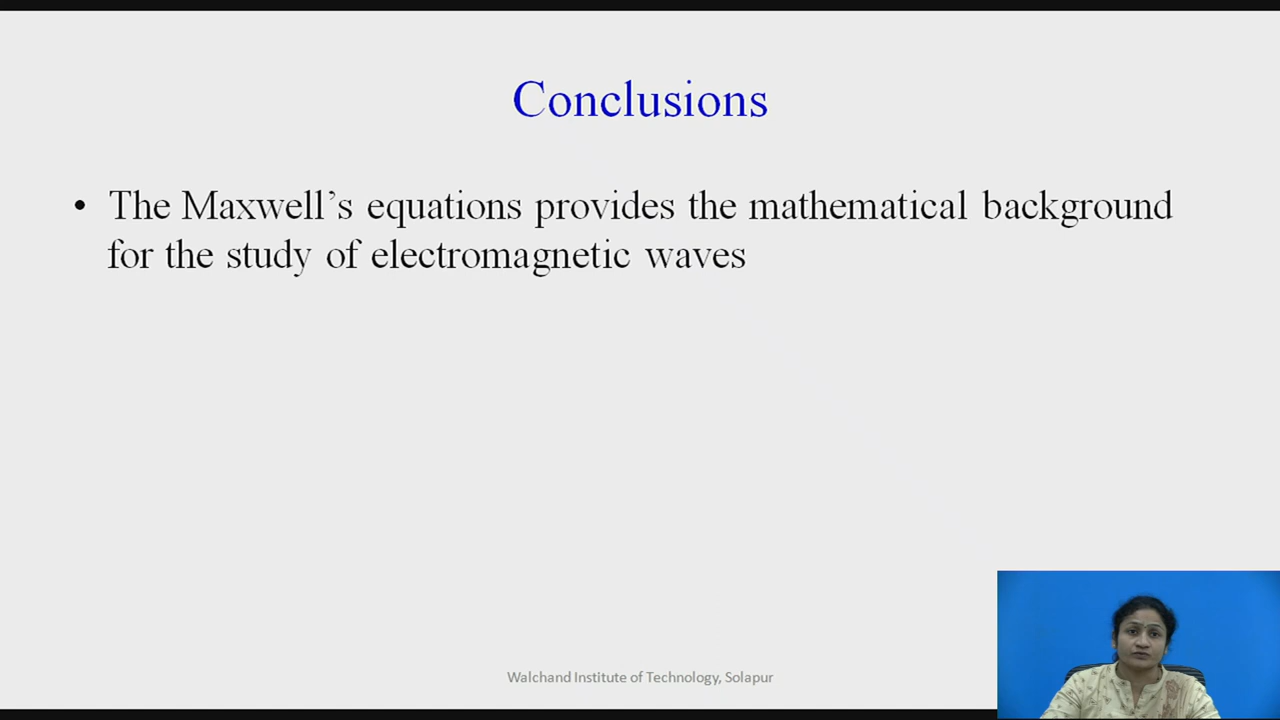 Conclusions
• The Maxwell’s equations provides the mathematical background
for the study of electromagnetic waves
Walchand Institute of Technology, Solapur